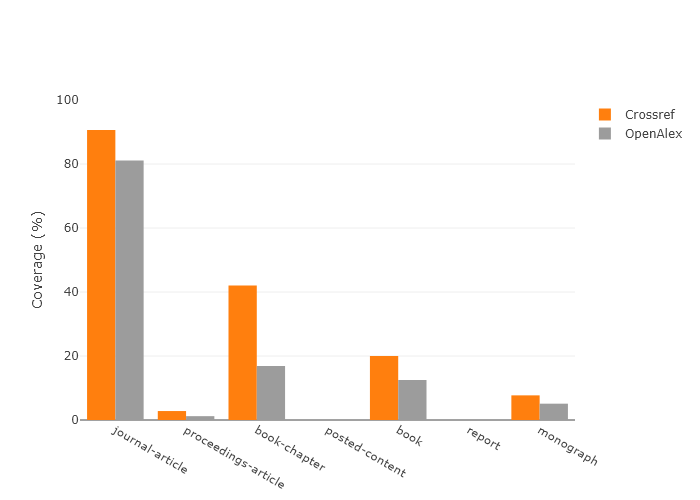 100
80
60
40
20
0
Coverage (%)
journal-article
proceedings-article
book-chapter
posted-content
book
report
monograph
Crossref
OpenAlex